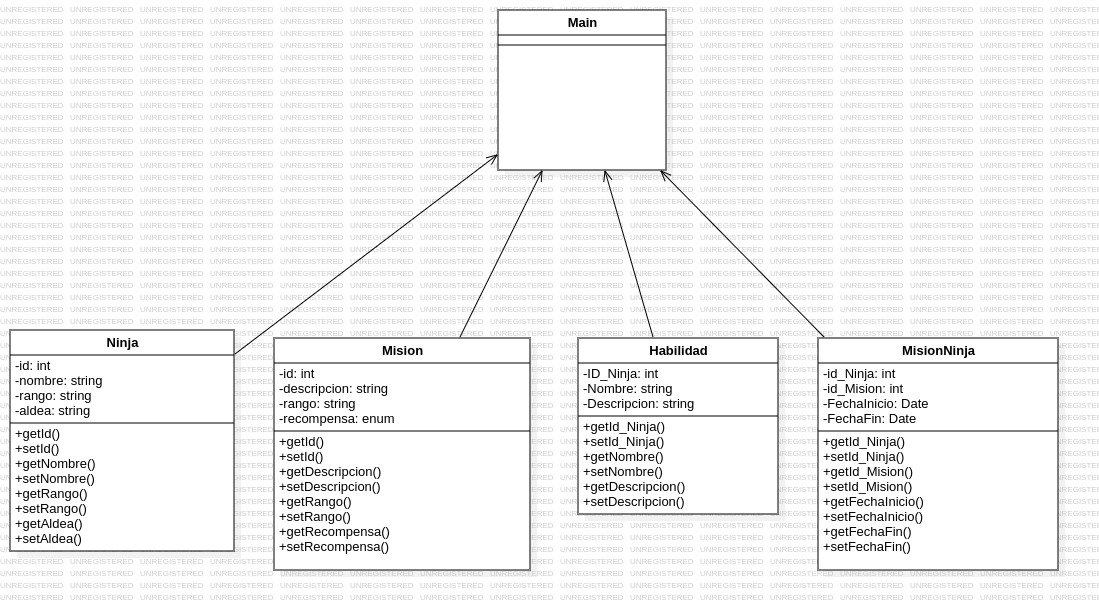 Main
Ninja
-id: int
-nombre: string
-rango: string
-aldea: string
+getId()
+setId()
+getNombre()
+setNombre()
+getRango()
+setRango()
+getAldea()
+setAldea()
Mision
-id: int
-descripcion: string
-rango: string
-recompensa: enum
+getId()
+setId()
+getDescripcion()
+setDescripcion()
+getRango()
+setRango()
+getRecompensa()
+setRecompensa()
Habilidad
-ID_Ninja: int
-Nombre: string
-Descripcion: string
+getId_Ninja()
+setId_Ninja()
+getNombre()
+setNombre()
+getDescripcion()
+setDescripcion()
MisionNinja
-id_Ninja: int
-id_Mision: int
-FechaInicio: Date
-FechaFin: Date
+getId_Ninja()
+setId_Ninja()
+getId_Mision()
+setId_Mision()
+getFechaInicio()
+setFechaInicio()
+getFechaFin()
+setFechaFin()
UNREGISTERED